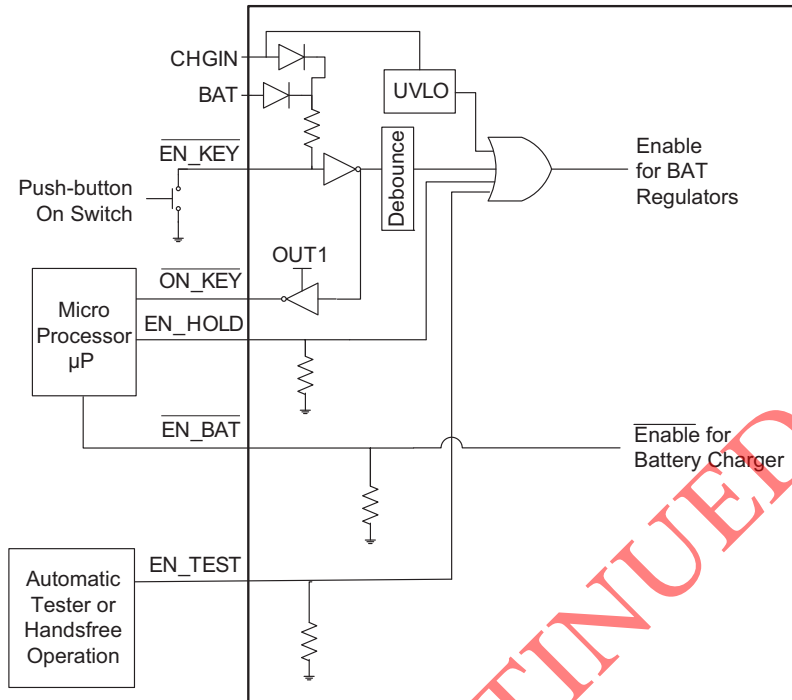 CHGIN
BAT
UVLO
EN_KEY
Debounce
Enable
for BAT
Regulators
Push-button
On Switch
OUT1
ON_KEY
Micro
Processor
µP
EN_HOLD
EN_BAT
Enable for
Battery Charger
EN_TEST
Automatic
Tester or
Handsfree
Operation
TINUED